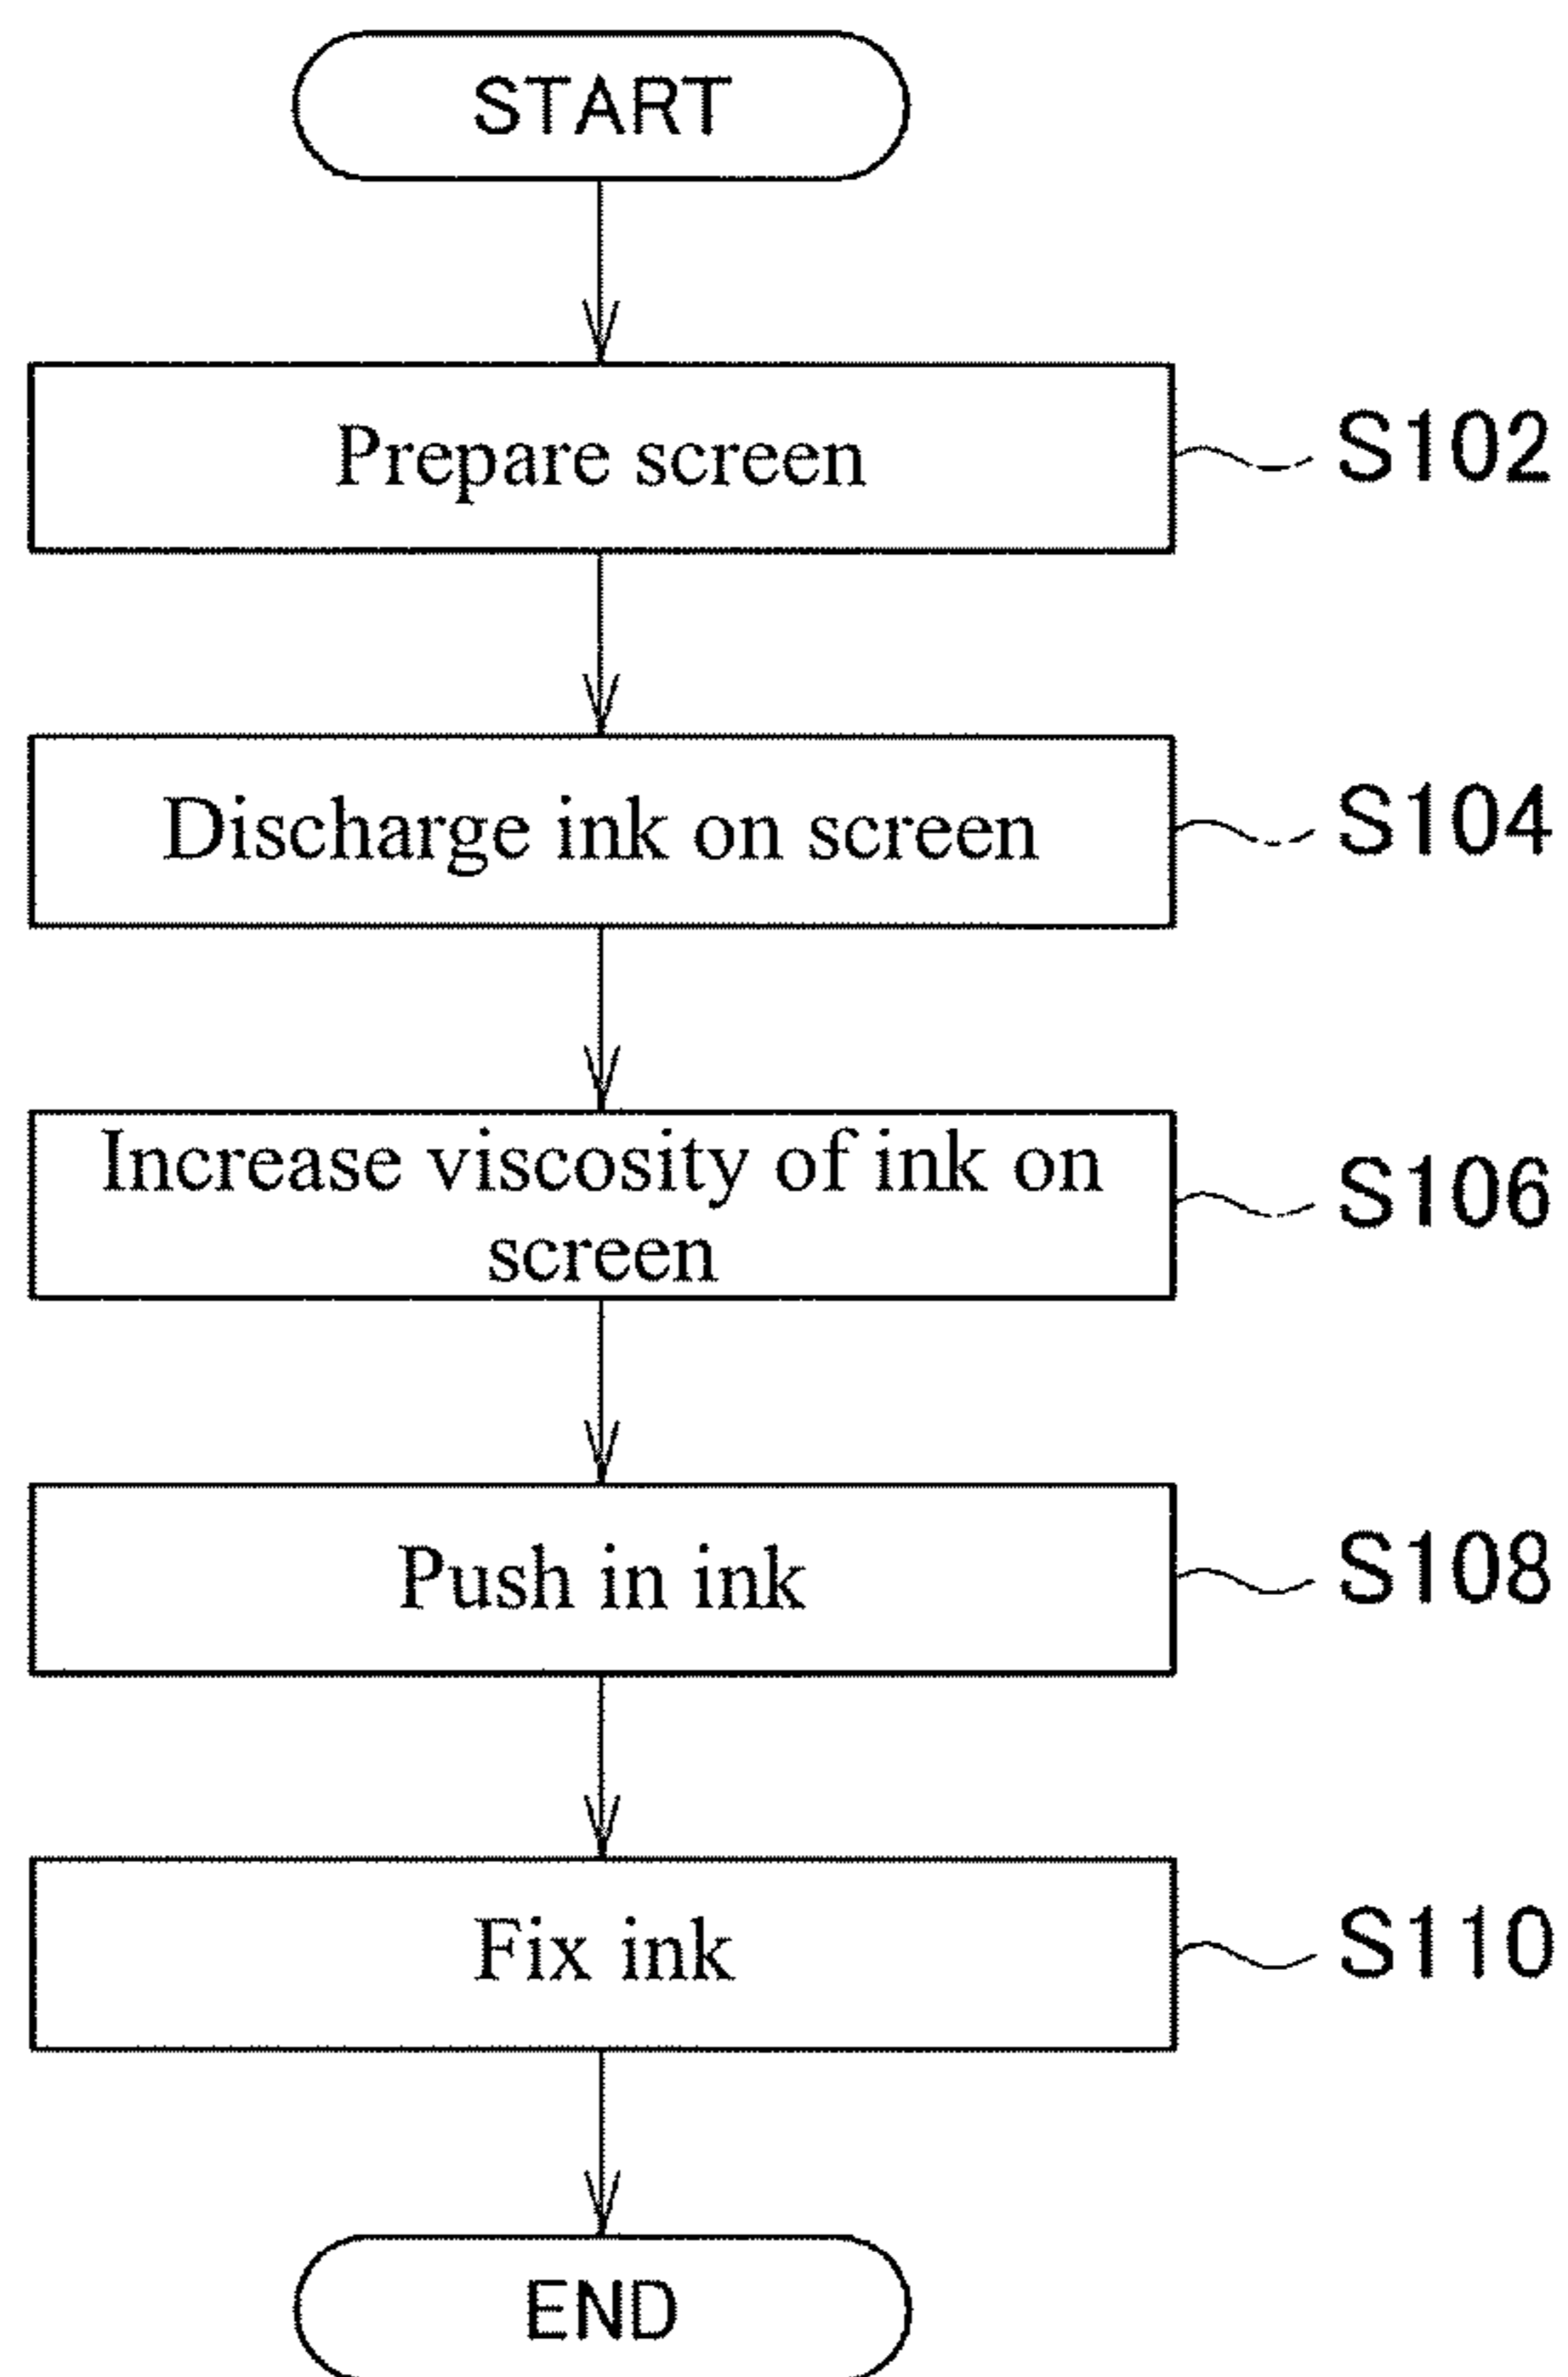 START
Prepare screen
S102
Discharge ink on screen
S104
Increase viscosity of ink on
screen
S106
Push in ink
S108
Fix ink
S110
END